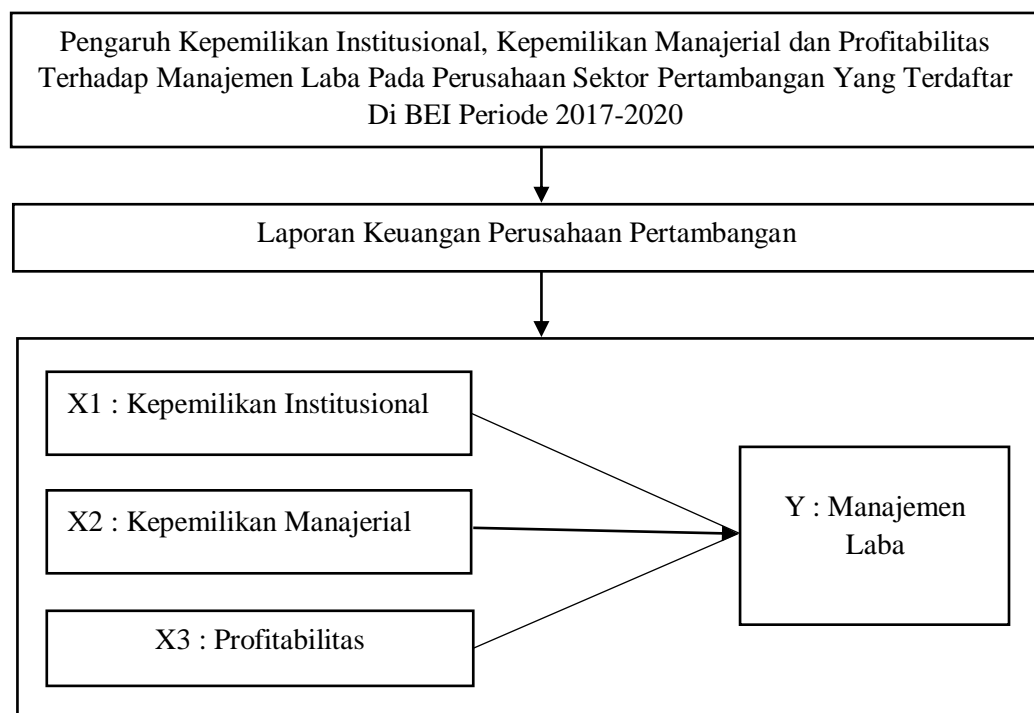 Pengaruh Kepemilikan Institusional, Kepemilikan Manajerial dan Profitabilitas
Terhadap Manajemen Laba Pada Perusahaan Sektor Pertambangan Yang Terdaftar
Di BEI Periode 2017-2020
Laporan Keuangan Perusahaan Pertambangan
X1 : Kepemilikan Institusional
X2 : Kepemilikan Manajerial
X3 : Profitabilitas
Y : Manajemen
Laba